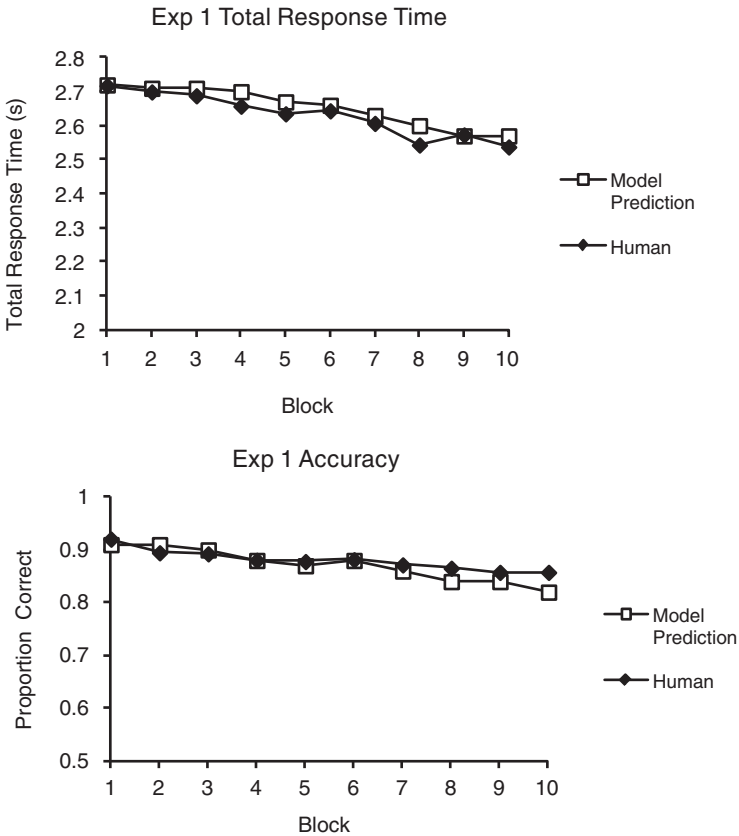 Exp 1 Total Response Time
Total Response Time (s)
2.8
2.7
2.6
2.5
2.4
2.3
2.2
2.1
2
1 2 3 4 5 6 7 8 9 10
Block
Model
Prediction
Human
Exp 1 Accuracy
Proportion Correct
1
0.9
0.8
0.7
0.6
0.5
1 2 3 4 5 6 7 8 9 10
Block
Model
Prediction
Human